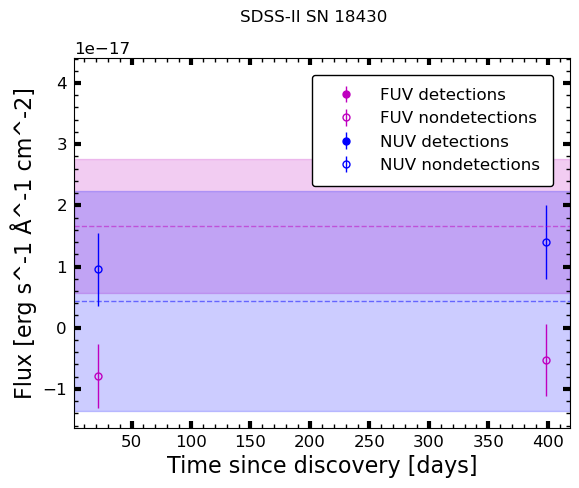 SDSS-II SN 18430
1e−17
4
3
2
1
0
−1
Flux [erg s^-1 Å^-1 cm^-2]
FUV detections
FUV nondetections
NUV detections
NUV nondetections
50 100 150 200 250 300 350 400
Time since discovery [days]